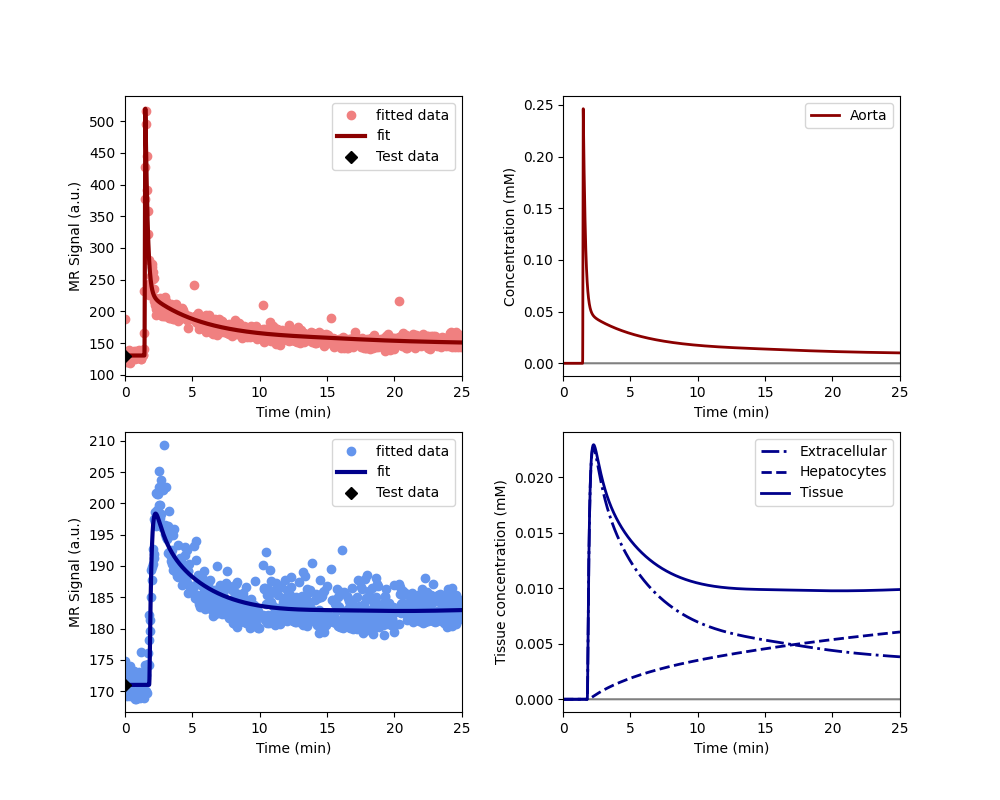 MR Signal (a.u.)
500
450
400
350
300
250
200
150
100
fitted data
fit
Test data
0 5 10 15 20 25
Time (min)
Concentration (mM)
0.25
0.20
0.15
0.10
0.05
0.00
Aorta
0 5 10 15 20 25
Time (min)
MR Signal (a.u.)
210
205
200
195
190
185
180
175
170
fitted data
fit
Test data
0 5 10 15 20 25
Time (min)
Tissue concentration (mM)
0.020
0.015
0.010
0.005
0.000
Extracellular
Hepatocytes
Tissue
0 5 10 15 20 25
Time (min)